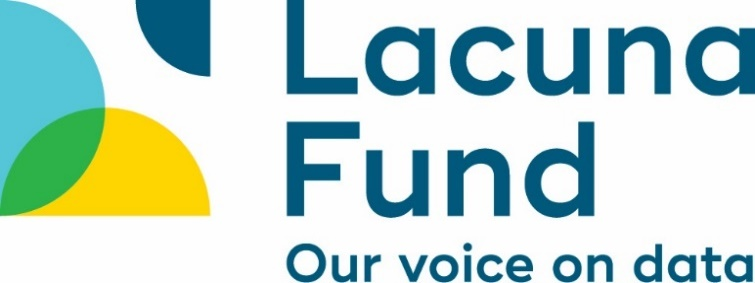 Lacuna
Fund
Our voice on data